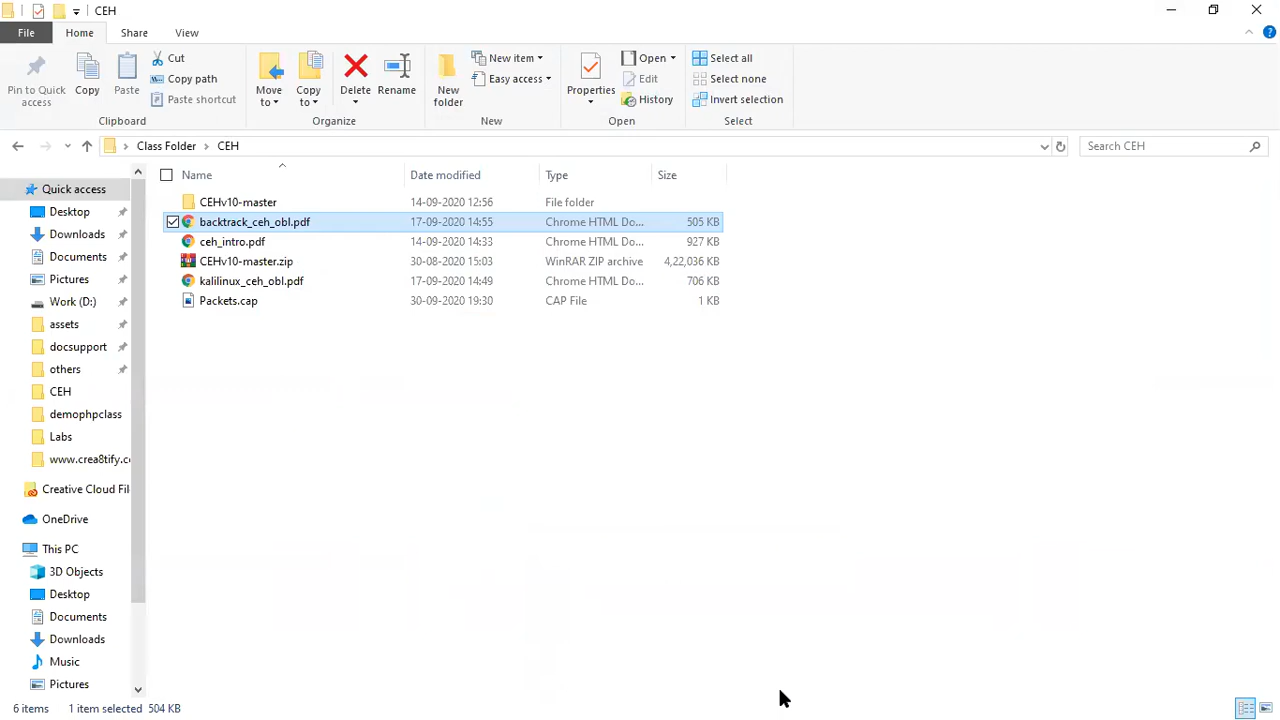 CEH
File Home Share View
Pin to Quick access
Copy
Paste
Cut
Copy path
Paste shortcut
Clipboard
Move to
Copy to
Delete
Rename
Organize
New folder
New item
Easy access
New
Properties
Open
Edit
History
Open
Select all
Select none
Invert selection
Select
Class Folder CEH
Search CEH
Name Date modified Type Size
CEHv10-master 14-09-2020 12:56 File folder
backtrack_ceh_obl.pdf 17-09-2020 14:55 Chrome HTML Do... 505 KB
ceh_intro.pdf 14-09-2020 14:33 Chrome HTML Do... 927 KB
CEHv10-master.zip 30-08-2020 15:03 WinRAR ZIP archive 4,22,036 KB
kalilinux_ceh_obl.pdf 17-09-2020 14:49 Chrome HTML Do... 706 KB
Packets.cap 30-09-2020 19:30 CAP File 1 KB
Quick access
Desktop
Downloads
Documents
Pictures
Work (D:)
assets
docsupport
others
CEH
demophpclass
Labs
www.crea8tify.cc
Creative Cloud Fil
OneDrive
This PC
3D Objects
Desktop
Documents
Downloads
Music
Pictures
6 items 1 item selected 504 KB